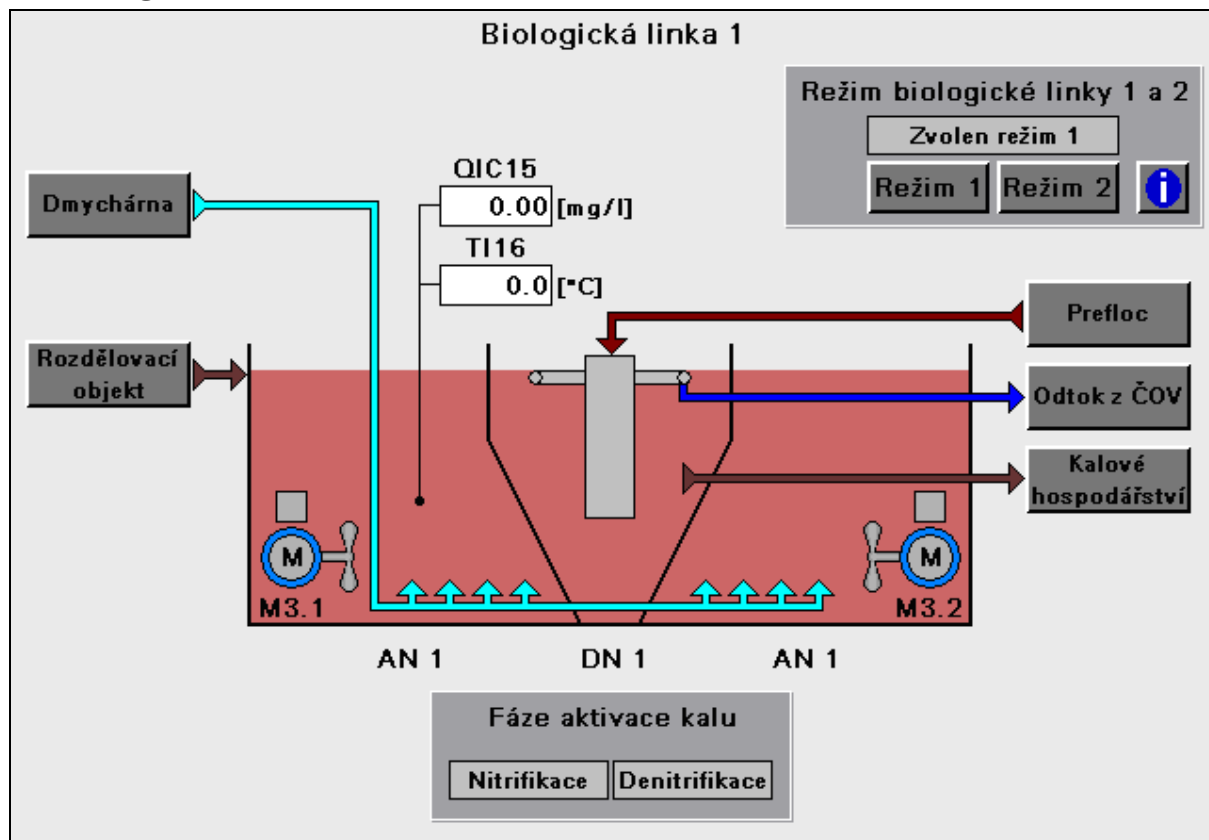 Biologická linka 1
Režim biologické linky 1 a 2
Zvolen režim 1
Režim 1
Režim 2
i
Dmychárna
QIC15
0.00 [mg/l]
TI16
0.0 [°C]
Prefloc
Rozdělovací
objekt
Odtok z ČOV
Kalové
hospodářství
M
M3.1
M
M3.2
AN 1
DN 1
AN 1
Fáze aktivace kalu
Nitrifikace
Denitrifikace